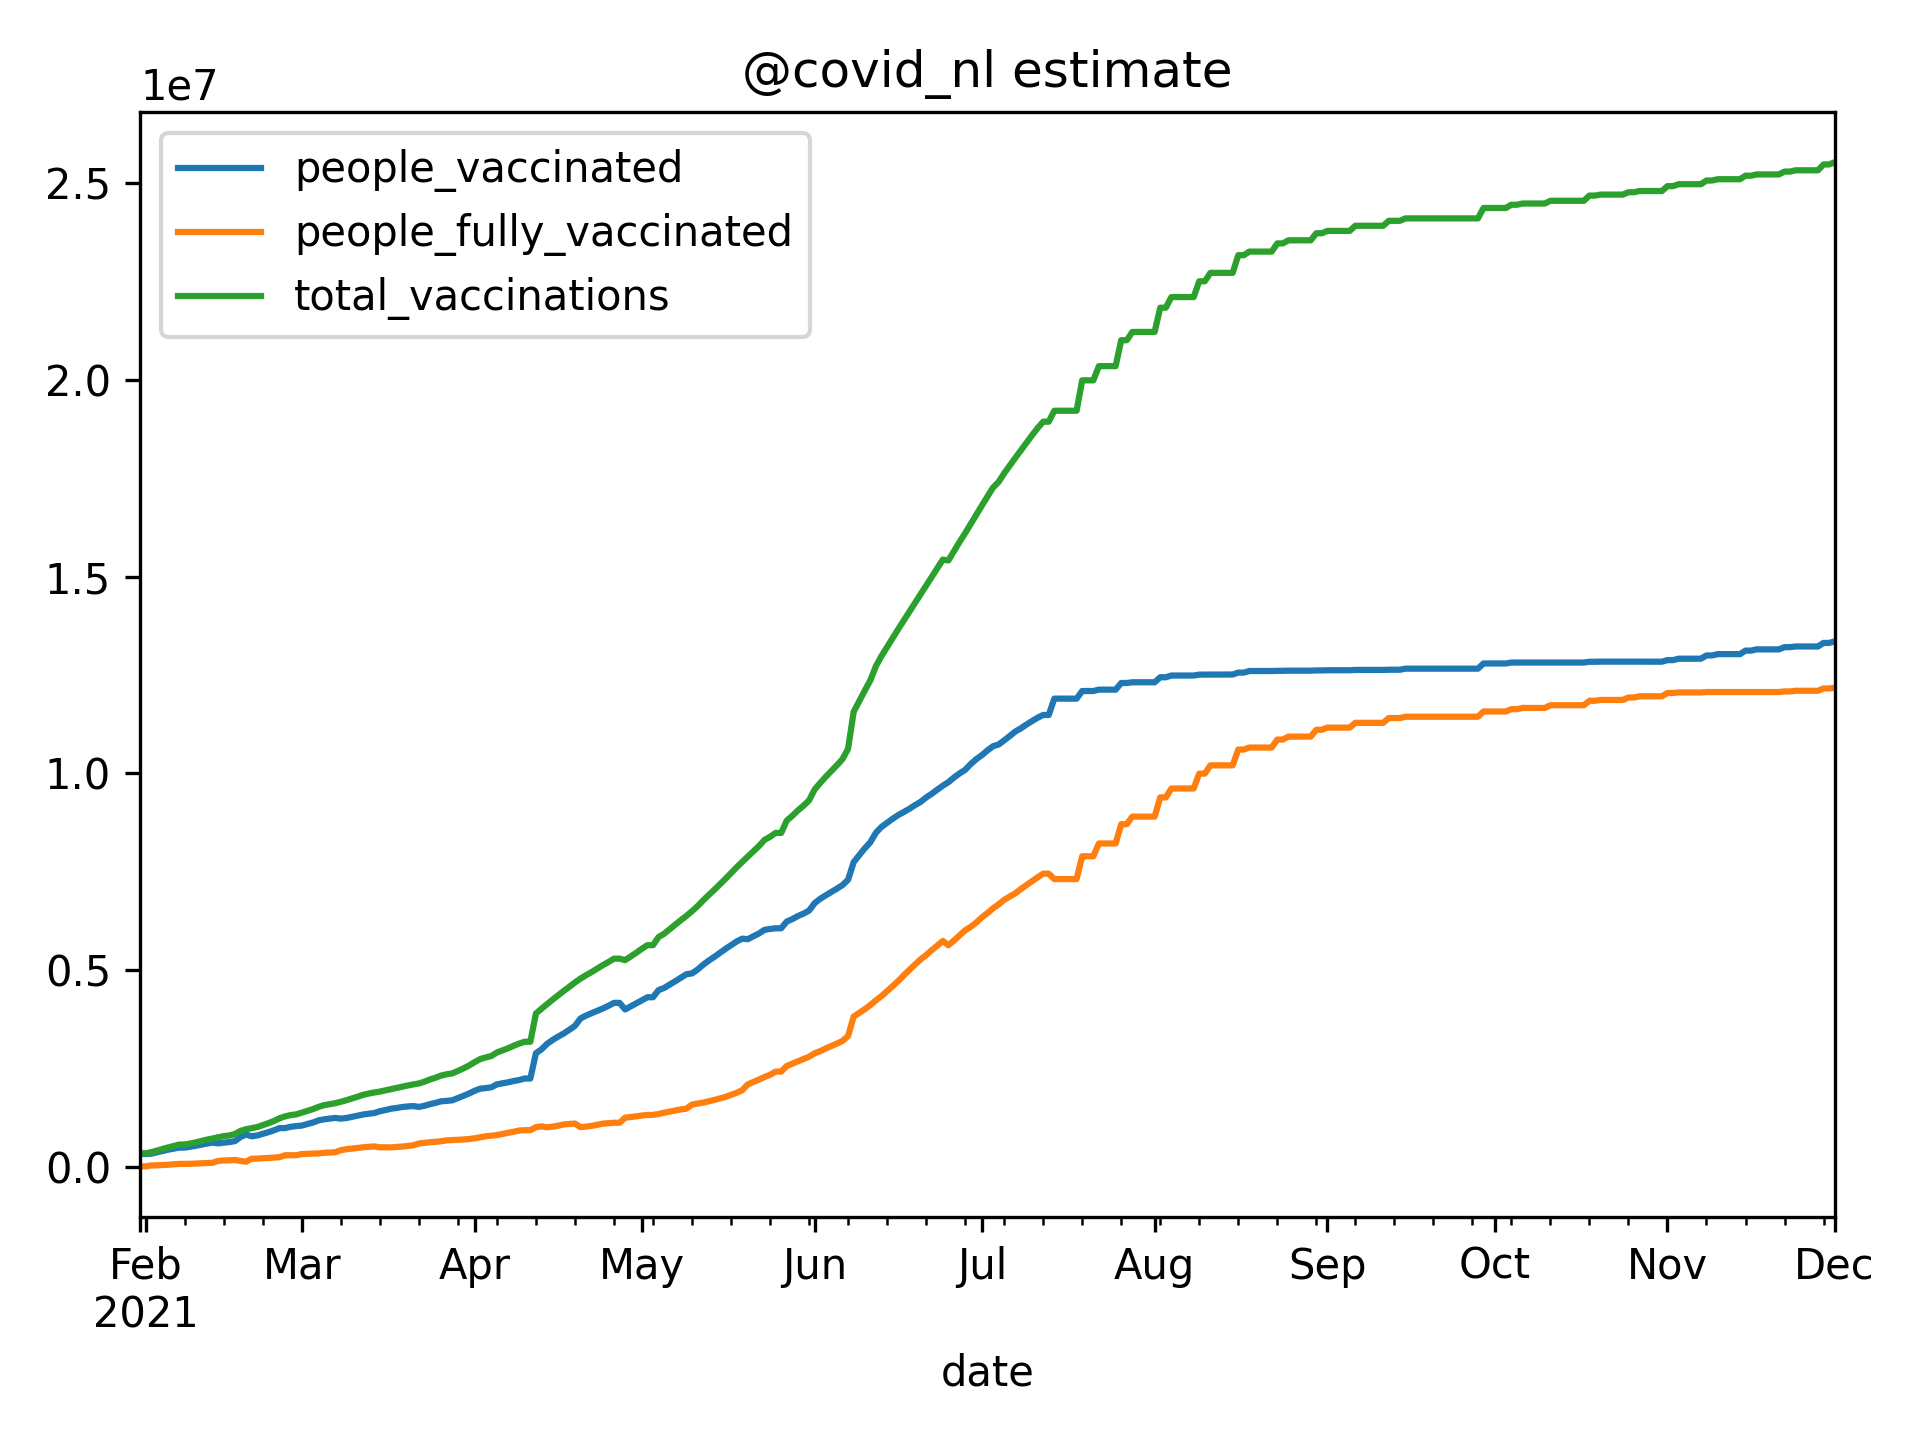 @covid_nl estimate
1e7
people_vaccinated
people_fully_vaccinated
total_vaccinations
2.5
2.0
1.5
1.0
0.5
0.0
Feb Mar Apr May Jun Jul Aug Sep Oct Nov Dec
2021
date